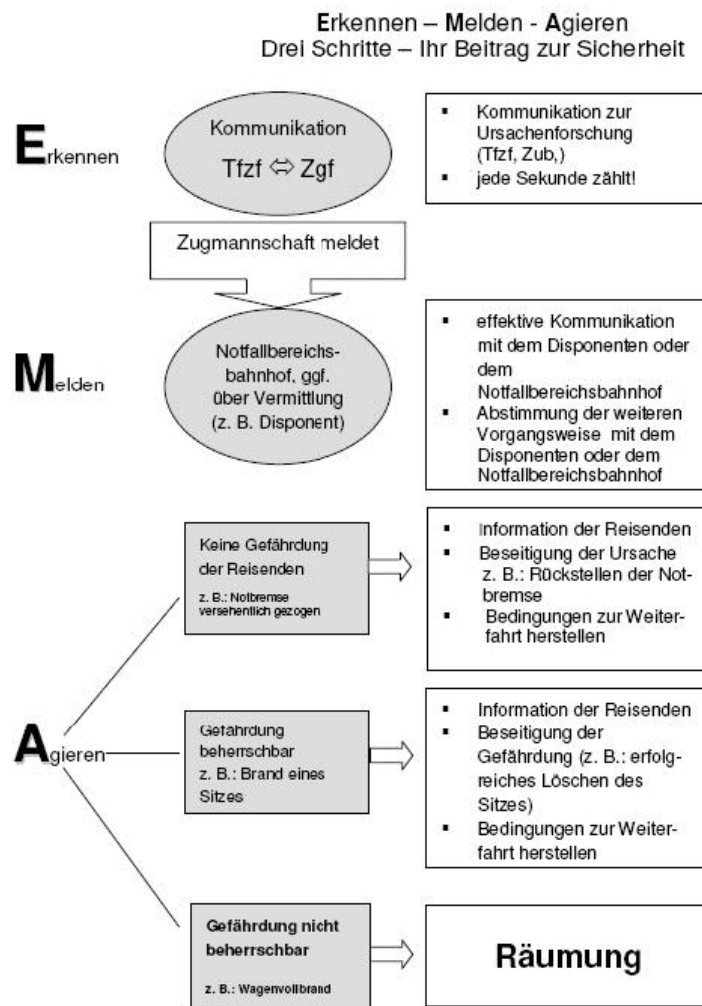 Erkennen – Melden - Agieren
Drei Schritte – Ihr Beitrag zur Sicherheit
Erkennen
Kommunikation
Tfzf ⇔ Zgf
▪ Kommunikation zur
Ursachenforschung
(Tfzf, Zub,)
▪ jede Sekunde zählt!
Zugmannschaft meldet
Melden
Notfallbereichs-
bahnhof, ggf.
über Vermittlung
(z. B. Disponent)
▪ effektive Kommunikation
mit dem Disponenten oder
dem
Notfallbereichsbahnhof
▪ Abstimmung der weiteren
Vorgangsweise mit dem
Disponenten oder dem
Notfallbereichsbahnhof
Agieren
Keine Gefährdung
der Reisenden
z. B.: Notbremse
versehentlich gezogen
▪ Information der Reisenden
▪ Beseitigung der Ursache
z. B.: Rückstellen der Not-
bremse
▪ Bedingungen zur Weiter-
fahrt herstellen
Gefährdung
beherrschbar
z. B.: Brand eines
Sitzes
▪ Information der Reisenden
▪ Beseitigung der
Gefährdung (z. B.: erfolg-
reiches Löschen des
Sitzes)
▪ Bedingungen zur Weiter-
fahrt herstellen
Gefährdung nicht
beherrschbar
z. B.: Wagenvollbrand
Räumung